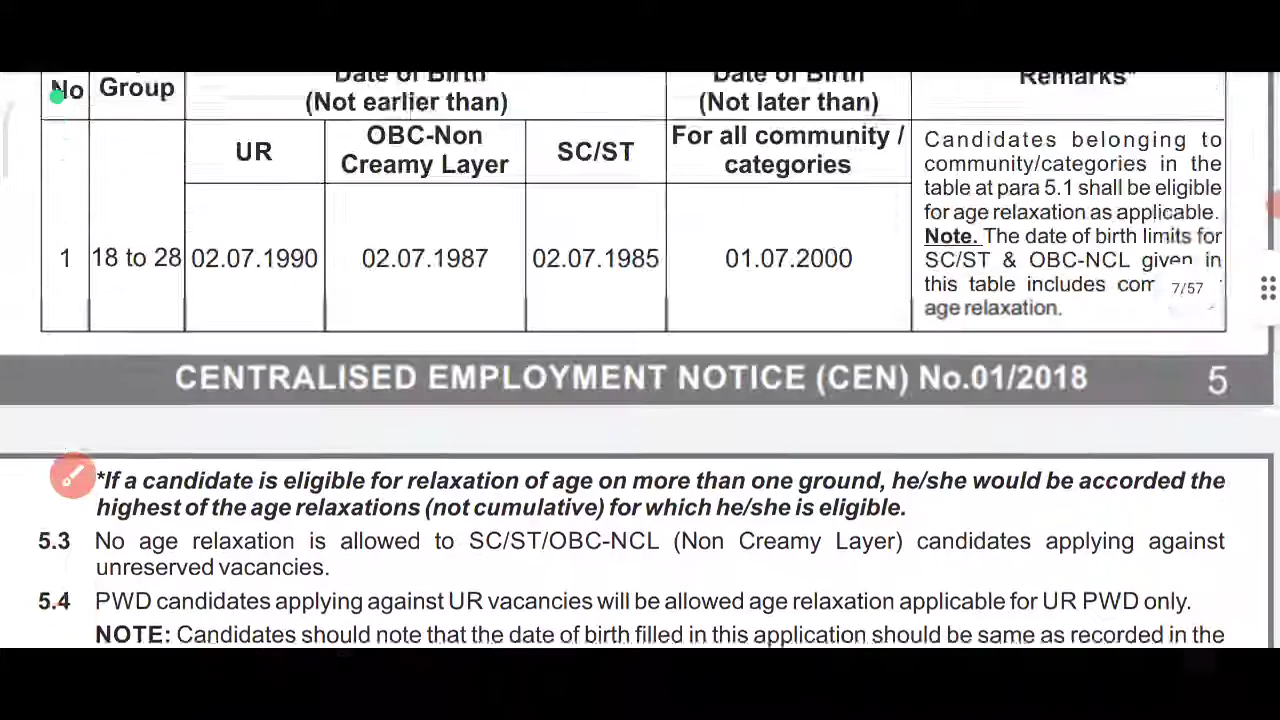 Date of Birth
Date of Birth
Remarks*
No
Group
(Not earlier than)
(Not later than)
UR
OBC-Non
Creamy Layer
SC/ST
For all community /
categories
1
18 to 28
02.07.1990
02.07.1987
02.07.1985
01.07.2000
Candidates belonging to
community/categories in the
table at para 5.1 shall be eligible
for age relaxation as applicable.
Note. The date of birth limits for
SC/ST & OBC-NCL given in
this table includes
age relaxation.
7/57
CENTRALISED EMPLOYMENT NOTICE (CEN) No.01/2018 5
*If a candidate is eligible for relaxation of age on more than one ground, he/she would be accorded the
highest of the age relaxations (not cumulative) for which he/she is eligible.
5.3 No age relaxation is allowed to SC/ST/OBC-NCL (Non Creamy Layer) candidates applying against
unreserved vacancies.
5.4 PWD candidates applying against UR vacancies will be allowed age relaxation applicable for UR PWD only.
NOTE: Candidates should note that the date of birth filled in this application should be same as recorded in the